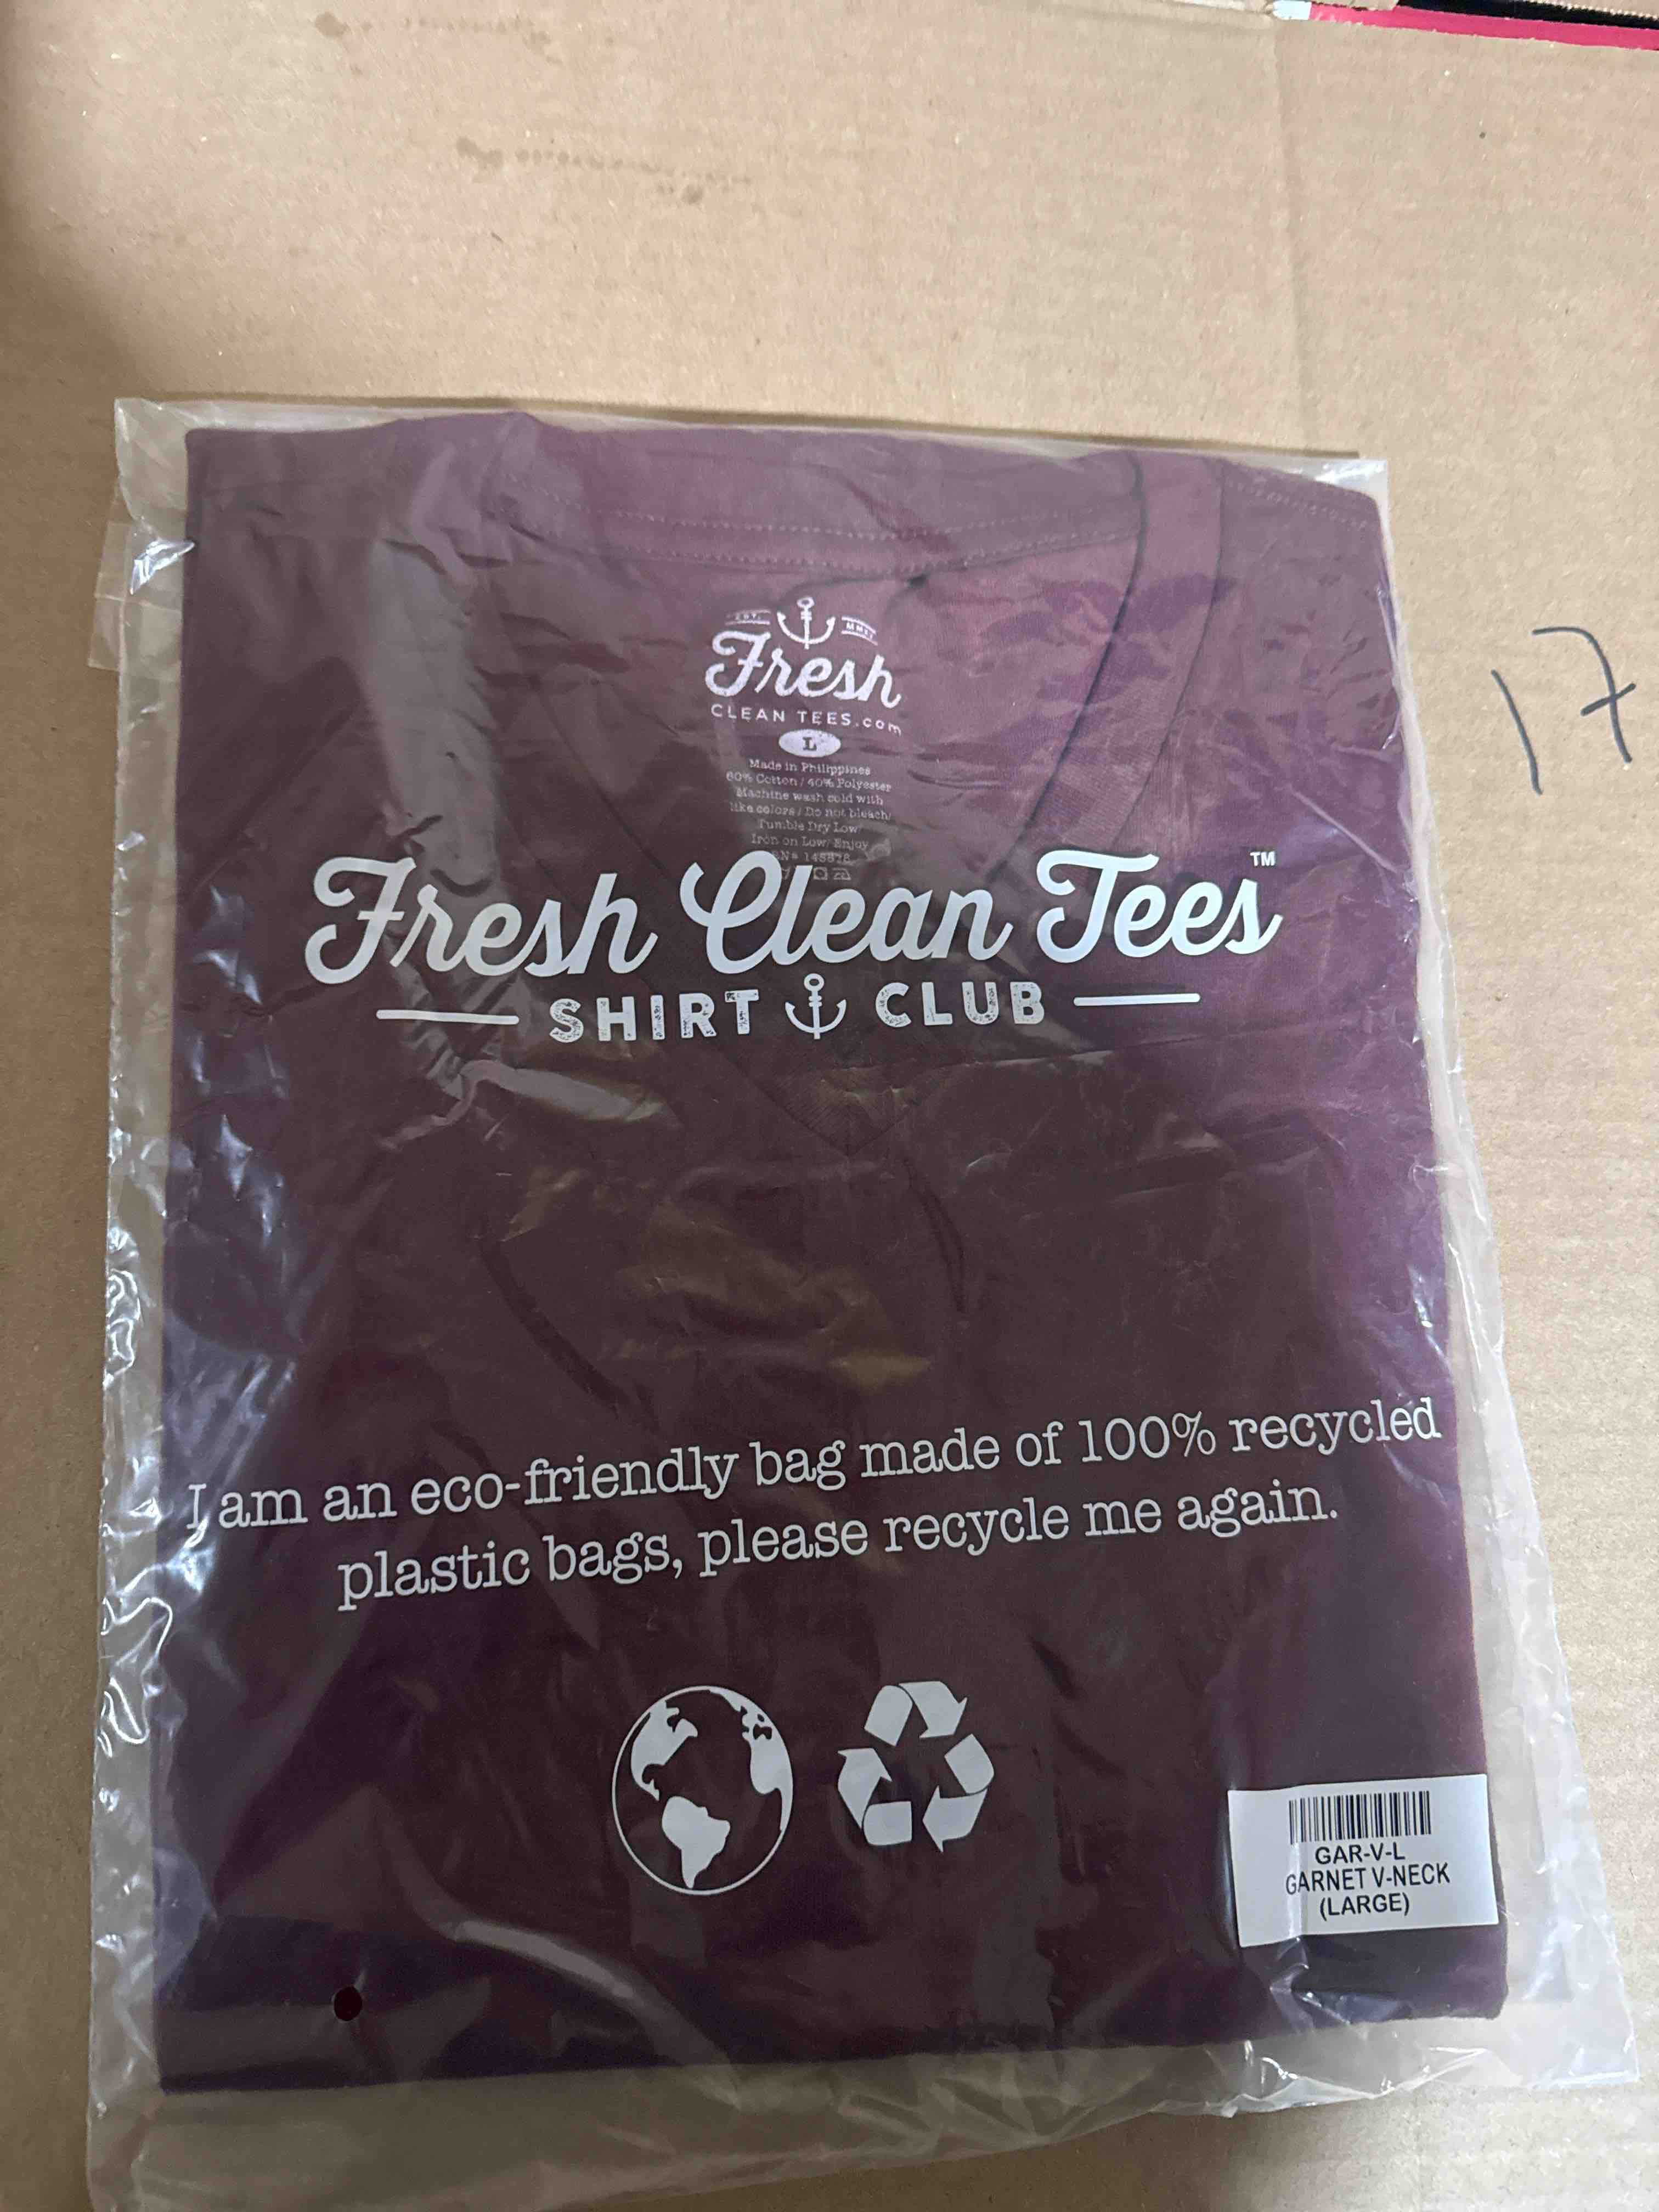 Fresh
CLEAN TEES.com
L
Made in Philippines
60% Cotton / 40% Polyester
Machine wash cold with
like colors / Do not bleach/
Tumble Dry Low
Iron on Low/ Enjoy
17
Fresh Clean Tees™
SHIRT CLUB
I am an eco-friendly bag made of 100% recycled
plastic bags, please recycle me again.
GAR-V-L
GARNET V-NECK
(LARGE)